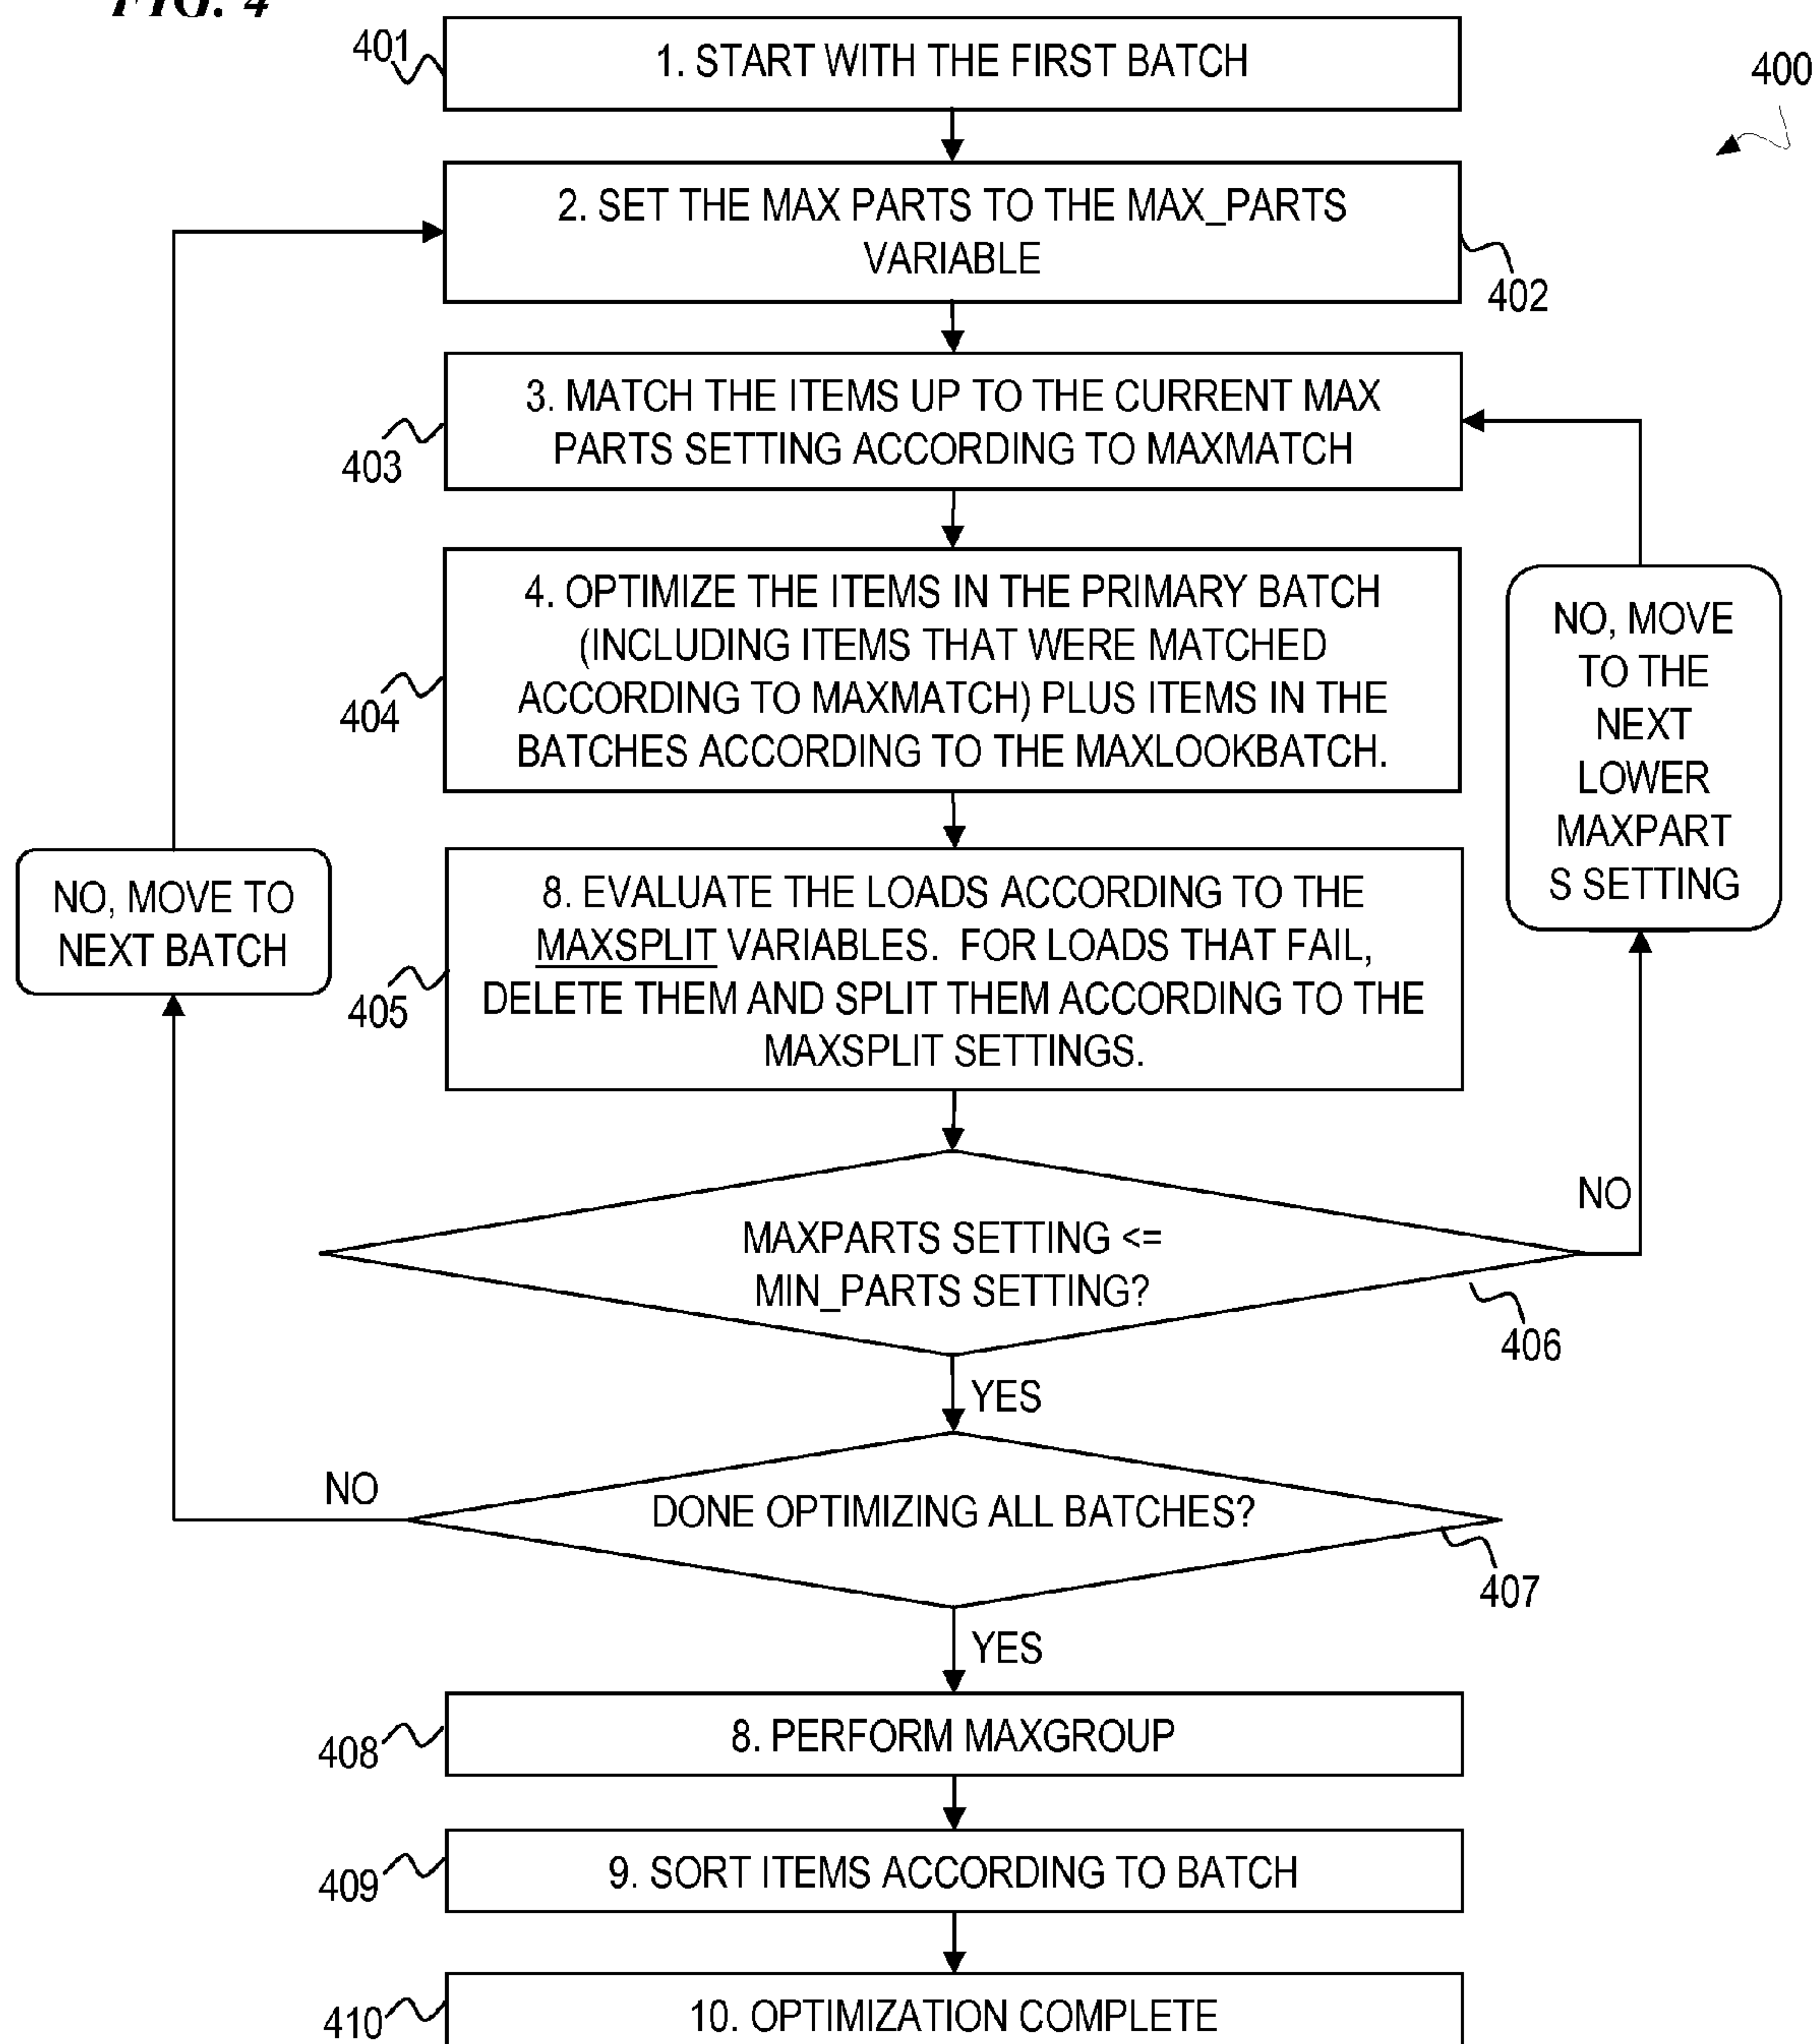 FIG. 4
400
401
1. START WITH THE FIRST BATCH
2. SET THE MAX PARTS TO THE MAX_PARTS
VARIABLE
402
3. MATCH THE ITEMS UP TO THE CURRENT MAX
PARTS SETTING ACCORDING TO MAXMATCH
403
4. OPTIMIZE THE ITEMS IN THE PRIMARY BATCH
(INCLUDING ITEMS THAT WERE MATCHED
ACCORDING TO MAXMATCH) PLUS ITEMS IN THE
BATCHES ACCORDING TO THE MAXLOOKBATCH.
404
NO, MOVE
TO THE
NEXT
LOWER
MAXPART
S SETTING
NO, MOVE TO
NEXT BATCH
8. EVALUATE THE LOADS ACCORDING TO THE
MAXSPLIT VARIABLES. FOR LOADS THAT FAIL,
DELETE THEM AND SPLIT THEM ACCORDING TO THE
MAXSPLIT SETTINGS.
405
NO
MAXPARTS SETTING <=
MIN_PARTS SETTING?
406
YES
NO
DONE OPTIMIZING ALL BATCHES?
407
YES
8. PERFORM MAXGROUP
408
9. SORT ITEMS ACCORDING TO BATCH
409
10. OPTIMIZATION COMPLETE
410